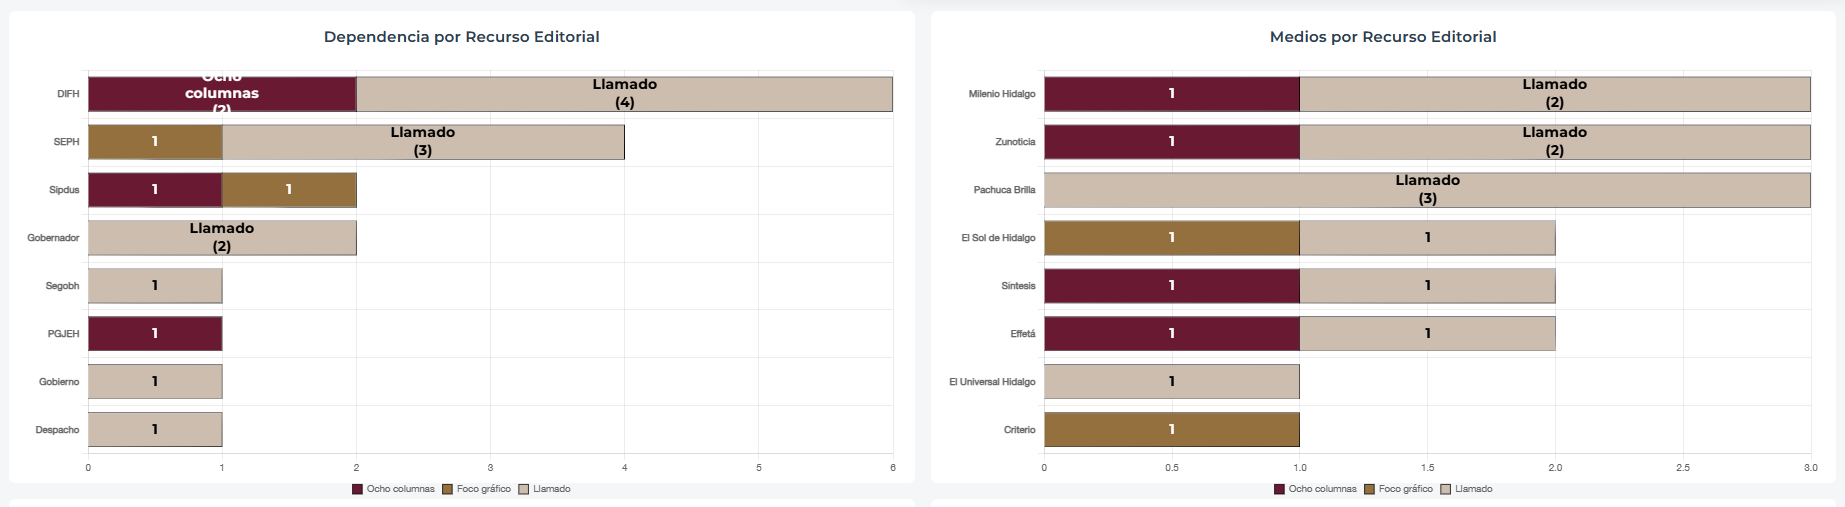 Dependencia por Recurso Editorial
DIFH
Ocho
columnas
(2)
Llamado
(4)
SEPH
1
Llamado
(3)
Sipdus
1
1
Gobernador
Llamado
(2)
Segobh
1
PGJEH
1
Gobierno
1
Despacho
1
0 1 2 3 4 5 6
Ocho columnas Foco gráfico Llamado
Medios por Recurso Editorial
Milenio Hidalgo
1
Llamado
(2)
Zunoticia
1
Llamado
(2)
Pachuca Brilla
Llamado
(3)
El Sol de Hidalgo
1
1
Síntesis
1
1
Effetá
1
1
El Universal Hidalgo
1
Criterio
1
0 0.5 1.0 1.5 2.0 2.5 3.0
Ocho columnas Foco gráfico Llamado